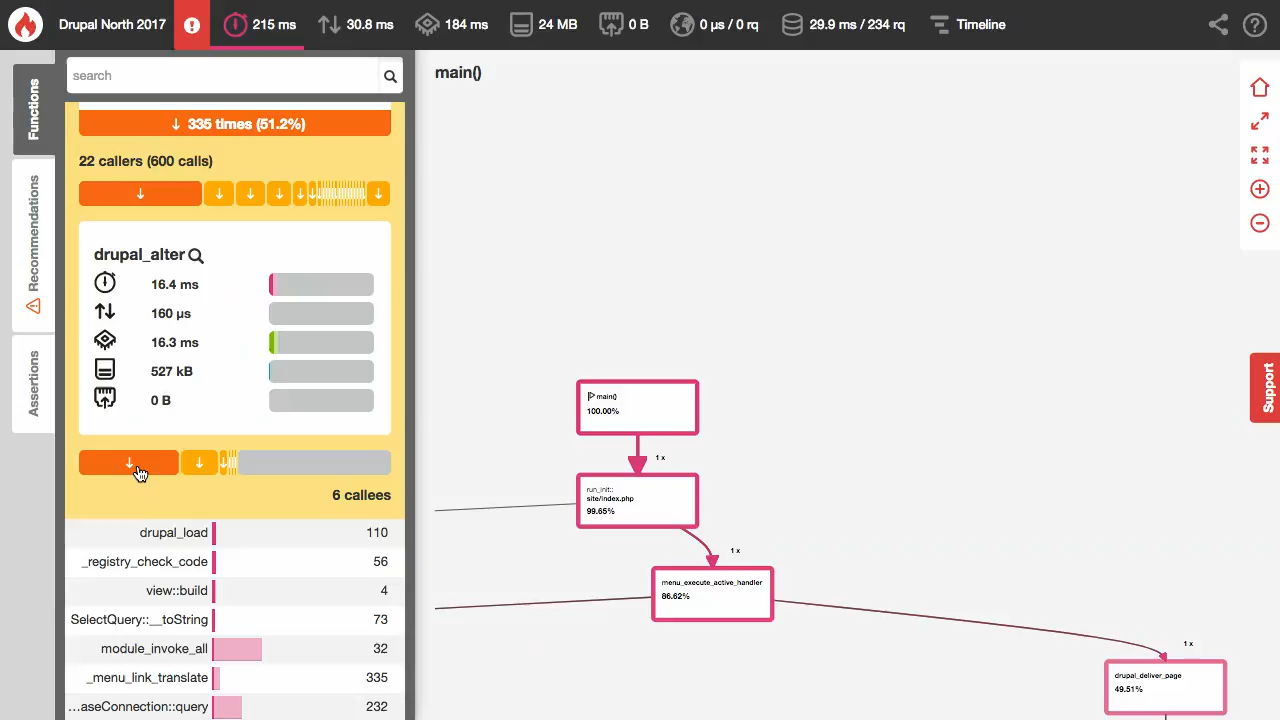 Drupal North 2017
215 ms
30.8 ms
184 ms
24 MB
0 B
0 µs / 0 rq
29.9 ms / 234 rq
Timeline
Functions
Recommendations
Assertions
search
335 times (51.2%)
22 callers (600 calls)
drupal_alter
16.4 ms
160 µs
16.3 ms
527 kB
0 B
6 callees
drupal_load 110
_registry_check_code 56
view::build 4
SelectQuery::__toString 73
module_invoke_all 32
_menu_link_translate 335
...aseConnection::query 232
main()
main()
100.00%
1 x
run_init::
site/index.php
99.65%
1 x
menu_execute_active_handler
86.62%
1 x
drupal_deliver_page
49.51%
Support